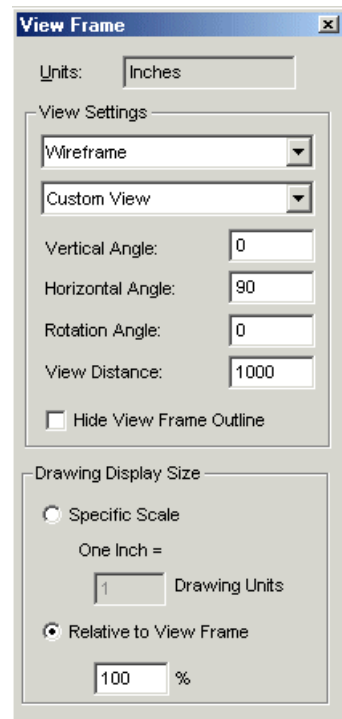 View Frame
Units: Inches
View Settings
Wireframe
Custom View
Vertical Angle: 0
Horizontal Angle: 90
Rotation Angle: 0
View Distance: 1000
Hide View Frame Outline
Drawing Display Size
Specific Scale
One Inch =
1 Drawing Units
Relative to View Frame
100 %